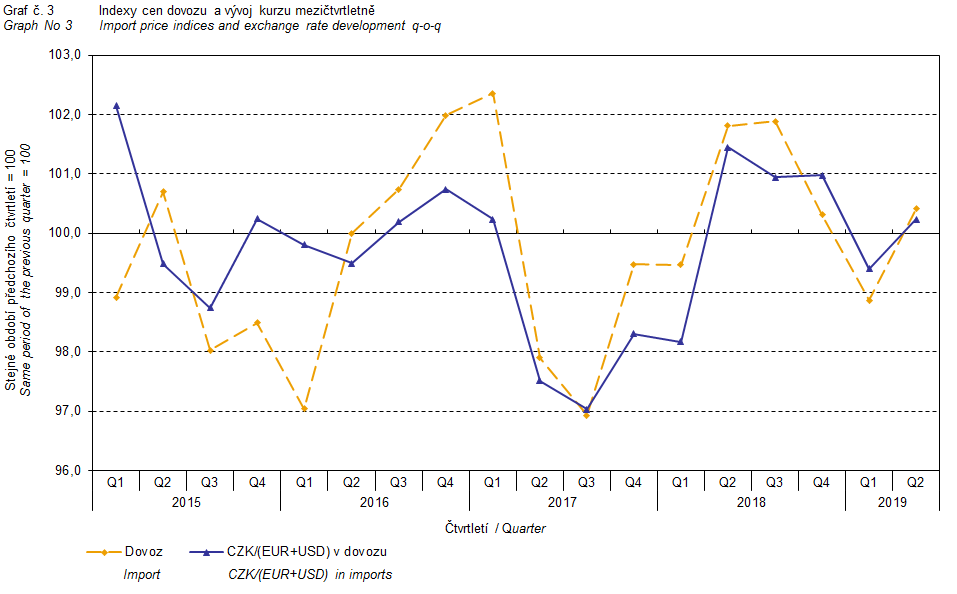 Graf č. 3 Indexy cen dovozu a vývoj kurzu mezičtvrtletně
Graph No 3 Import price indices and exchange rate development q-o-q
Stejné období předchozího čtvrtletí = 100
Same period of the previous quarter = 100
103,0
102,0
101,0
100,0
99,0
98,0
97,0
96,0
Q1 Q2 Q3 Q4 Q1 Q2 Q3 Q4 Q1 Q2 Q3 Q4 Q1 Q2 Q3 Q4 Q1 Q2
2015 2016 2017 2018 2019
Čtvrtletí / Quarter
Dovoz CZK/(EUR+USD) v dovozu
Import CZK/(EUR+USD) in imports